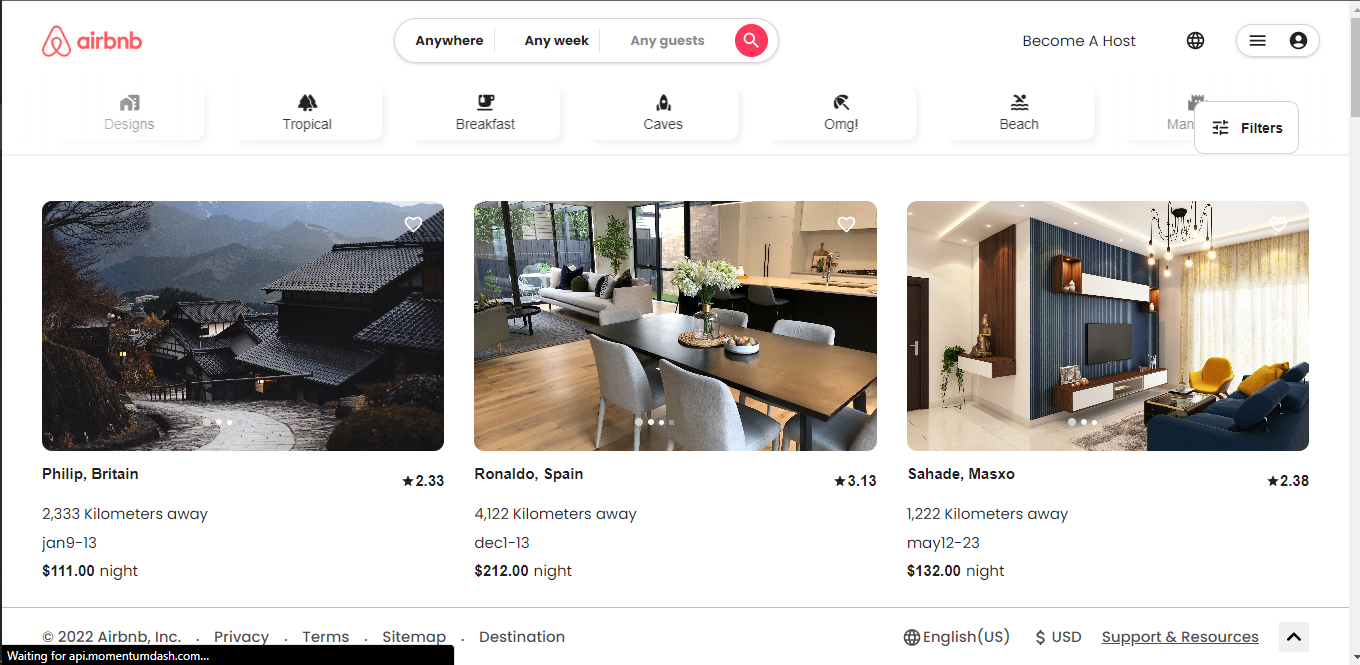 airbnb
Anywhere Any week Any guests
Become A Host
Designs Tropical Breakfast Caves Omg! Beach Man
Filters
Philip, Britain
★2.33
2,333 Kilometers away
jan9-13
$111.00 night
Ronaldo, Spain
★3.13
4,122 Kilometers away
dec1-13
$212.00 night
Sahade, Masxo
★2.38
1,222 Kilometers away
may12-23
$132.00 night
© 2022 Airbnb, Inc. . Privacy . Terms . Sitemap . Destination
English(US) $ USD Support & Resources
Waiting for api.momentumdash.com...